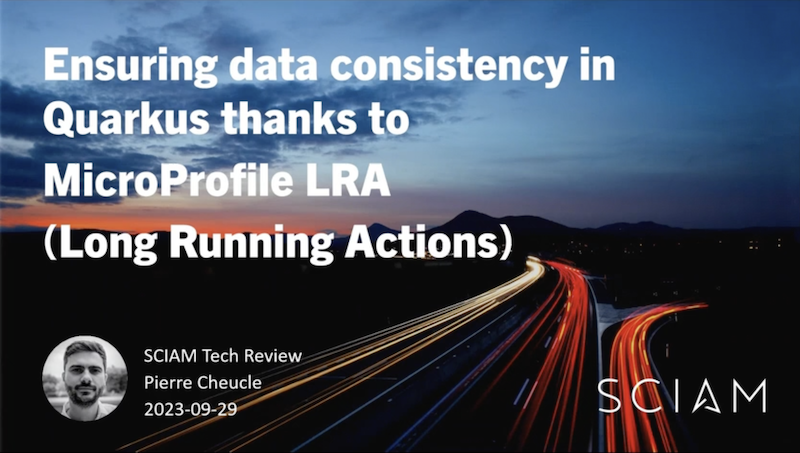 Ensuring data consistency in
Quarkus thanks to
MicroProfile LRA
(Long Running Actions)
SCIAM Tech Review
Pierre Cheucle
2023-09-29
SCIAM